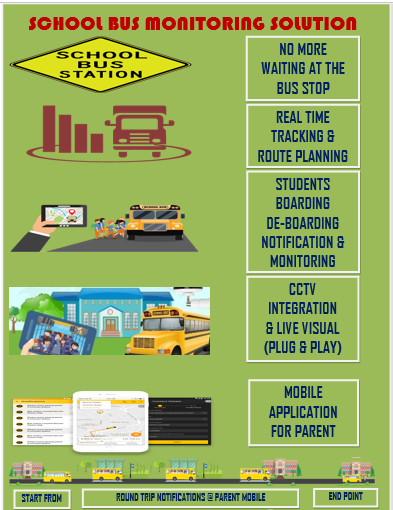 SCHOOL BUS MONITORING SOLUTION
SCHOOL
BUS
STATION
NO MORE
WAITING AT THE
BUS STOP
REAL TIME
TRACKING &
ROUTE PLANNING
STUDENTS
BOARDING
DE-BOARDING
NOTIFICATION &
MONITORING
CCTV
INTEGRATION
& LIVE VISUAL
(PLUG & PLAY)
MOBILE
APPLICATION
FOR PARENT
START FROM
ROUND TRIP NOTIFICATIONS @ PARENT MOBILE
END POINT